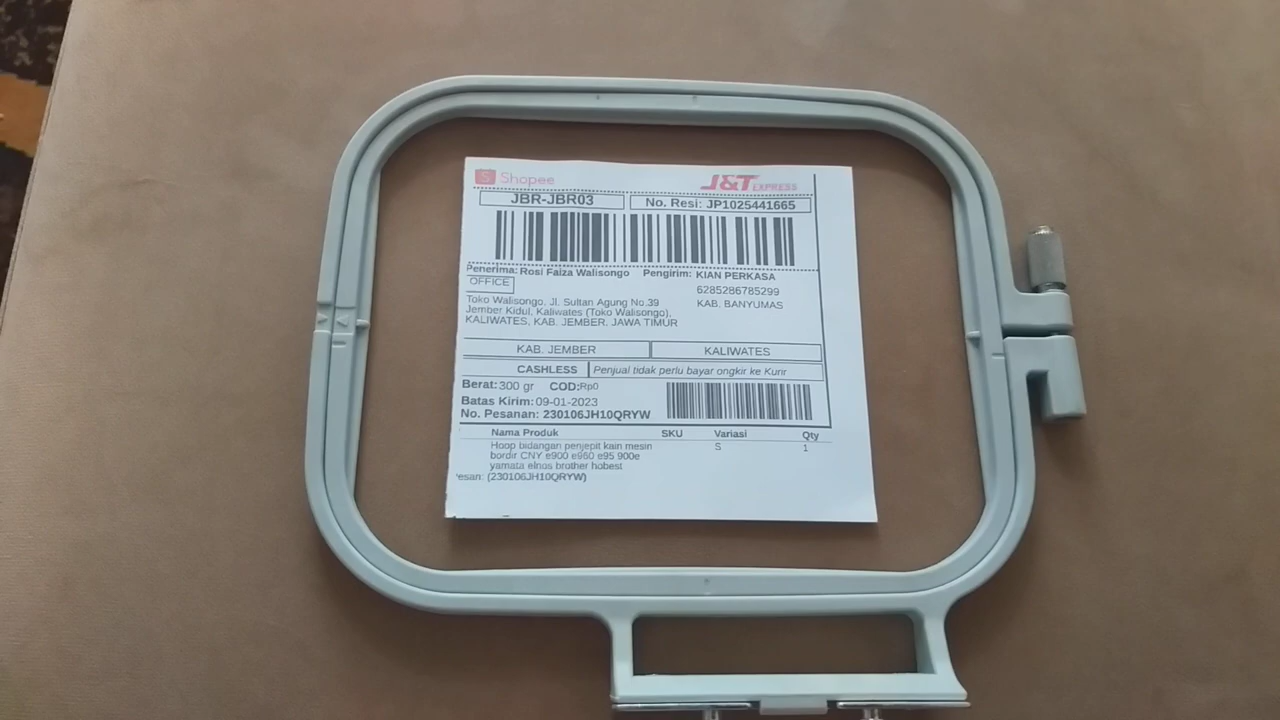 Shopee
J&T EXPRESS
JBR-JBR03
No. Resi: JP1025441665
Penerima: Rosi Faiza Walisongo
Pengirim: KIAN PERKASA
OFFICE
6285286785299
KAB. BANYUMAS
Toko Walisongo, Jl. Sultan Agung No.39
Jember Kidul, Kaliwates (Toko Walisongo),
KALIWATES, KAB. JEMBER, JAWA TIMUR
KAB. JEMBER
KALIWATES
CASHLESS
Penjual tidak perlu bayar ongkir ke Kurir
Berat: 300 gr COD: Rp0
Batas Kirim: 09-01-2023
No. Pesanan: 230106JH10QRYW
Nama Produk SKU Variasi Qty
Hoop bidangan penjepit kain mesin S 1
bordir CNY e900 e960 e95 900e
yamata elnos brother hobest
esan: (230106JH10QRYW)